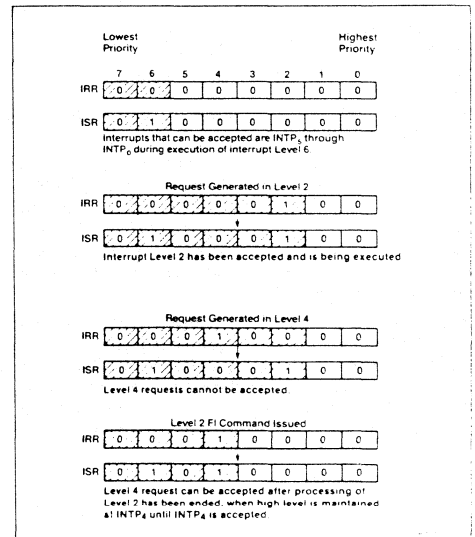 Lowest Priority Highest Priority
7 6 5 4 3 2 1 0
IRR 0 0 0 0 0 0 0 0
ISR 0 1 0 0 0 0 0 0
Interrupts that can be accepted are INTP5 through
INTP0 during execution of interrupt Level 6.
Request Generated in Level 2
IRR 0 0 0 0 0 1 0 0
ISR 0 1 0 0 0 1 0 0
Interrupt Level 2 has been accepted and is being executed
Request Generated in Level 4
IRR 0 0 0 1 0 0 0 0
ISR 0 1 0 0 0 1 0 0
Level 4 requests cannot be accepted.
Level 2 FI Command Issued
IRR 0 0 0 1 0 0 0 0
ISR 0 1 0 1 0 0 0 0
Level 4 request can be accepted after processing of
Level 2 has been ended, when high level is maintained
at INTP4 until INTP4 is accepted.